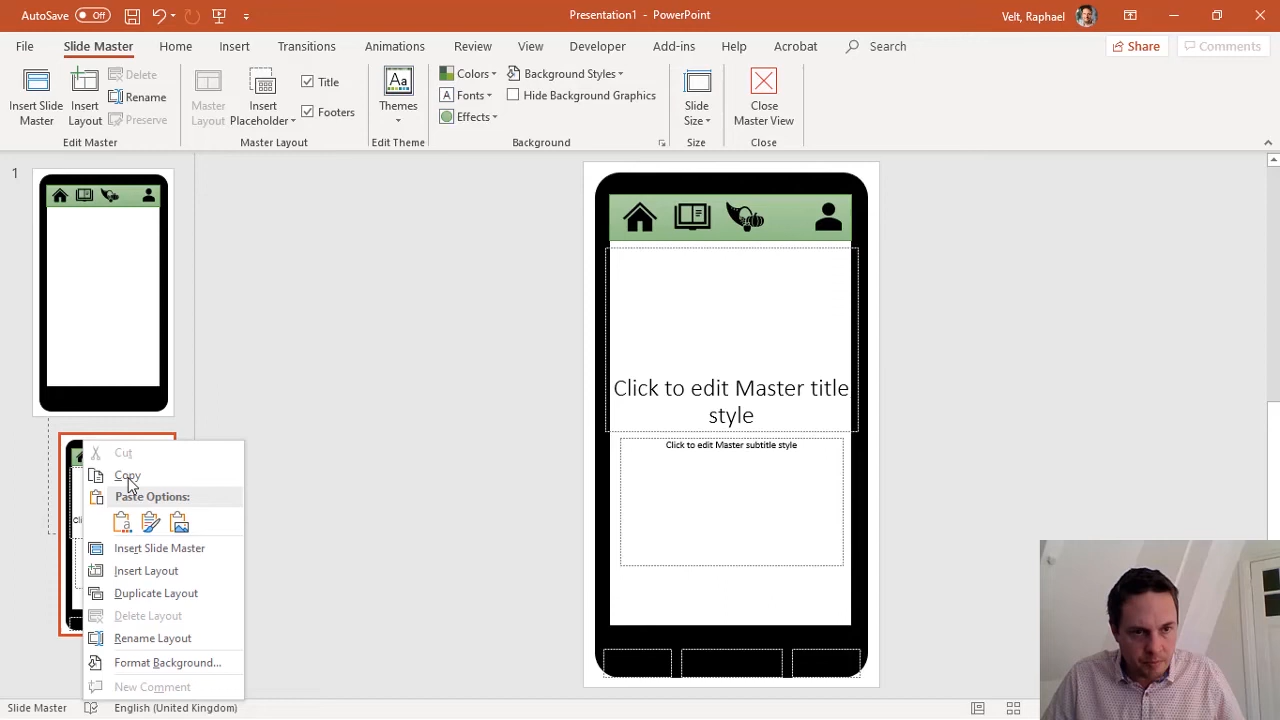 AutoSave Off Presentation1 - PowerPoint Velt, Raphael
File Slide Master Home Insert Transitions Animations Review View Developer Add-ins Help Acrobat Search Share Comments
Insert Slide Master
Insert Layout
Delete
Rename
Preserve
Edit Master
Master Layout
Insert Placeholder
Title
Footers
Master Layout
Aa
Themes
Edit Theme
Colors
Fonts
Effects
Background Styles
Hide Background Graphics
Background
Slide Size
Size
Close Master View
Close
1
Cut
Copy
Paste Options:
Insert Slide Master
Insert Layout
Duplicate Layout
Delete Layout
Rename Layout
Format Background...
New Comment
Click to edit Master title
style
Click to edit Master subtitle style
Slide Master English (United Kingdom)